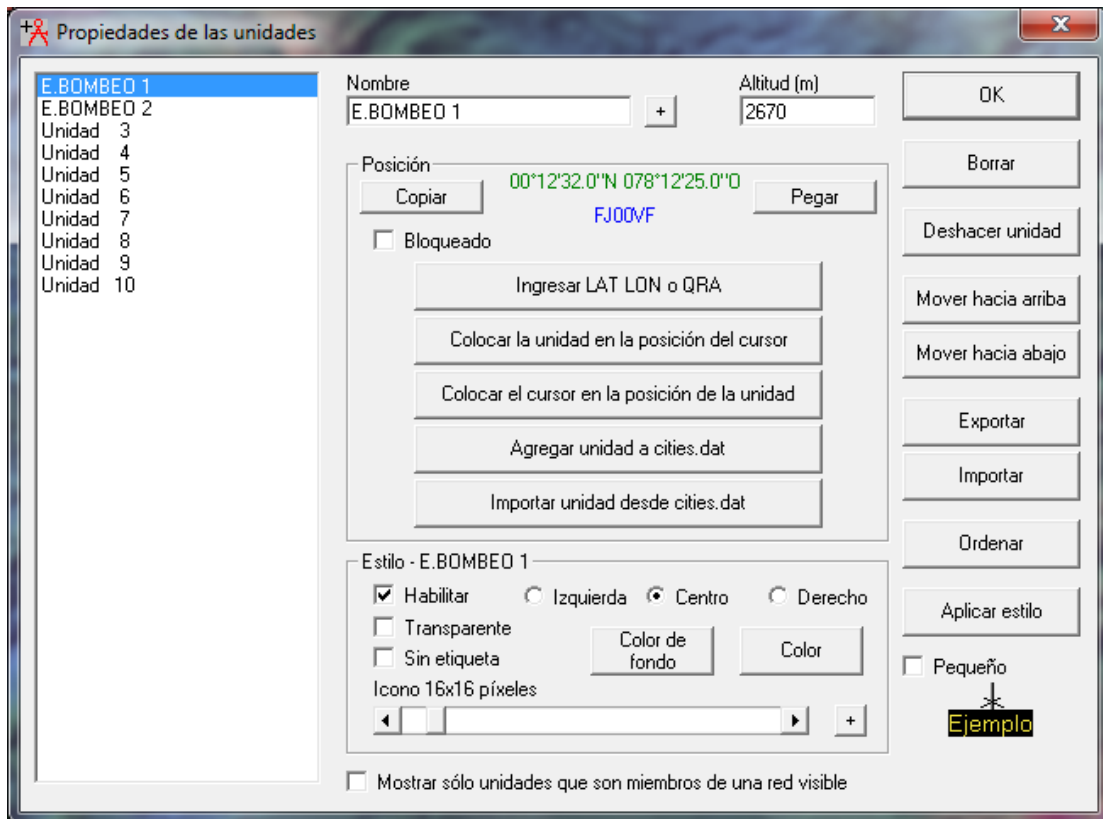 Propiedades de las unidades
E.BOMBEO 1
E.BOMBEO 2
Unidad 3
Unidad 4
Unidad 5
Unidad 6
Unidad 7
Unidad 8
Unidad 9
Unidad 10
Nombre
E.BOMBEO 1
+
Altitud (m)
2670
Posición
Copiar
00°12'32.0"N 078°12'25.0"O
FJ00VF
Pegar
Bloqueado
Ingresar LAT LON o QRA
Colocar la unidad en la posición del cursor
Colocar el cursor en la posición de la unidad
Agregar unidad a cities.dat
Importar unidad desde cities.dat
Estilo - E.BOMBEO 1
Habilitar
Izquierda
Centro
Derecho
Transparente
Sin etiqueta
Color de
fondo
Color
Icono 16x16 píxeles
+
Mostrar sólo unidades que son miembros de una red visible
OK
Borrar
Deshacer unidad
Mover hacia arriba
Mover hacia abajo
Exportar
Importar
Ordenar
Aplicar estilo
Pequeño
Ejemplo